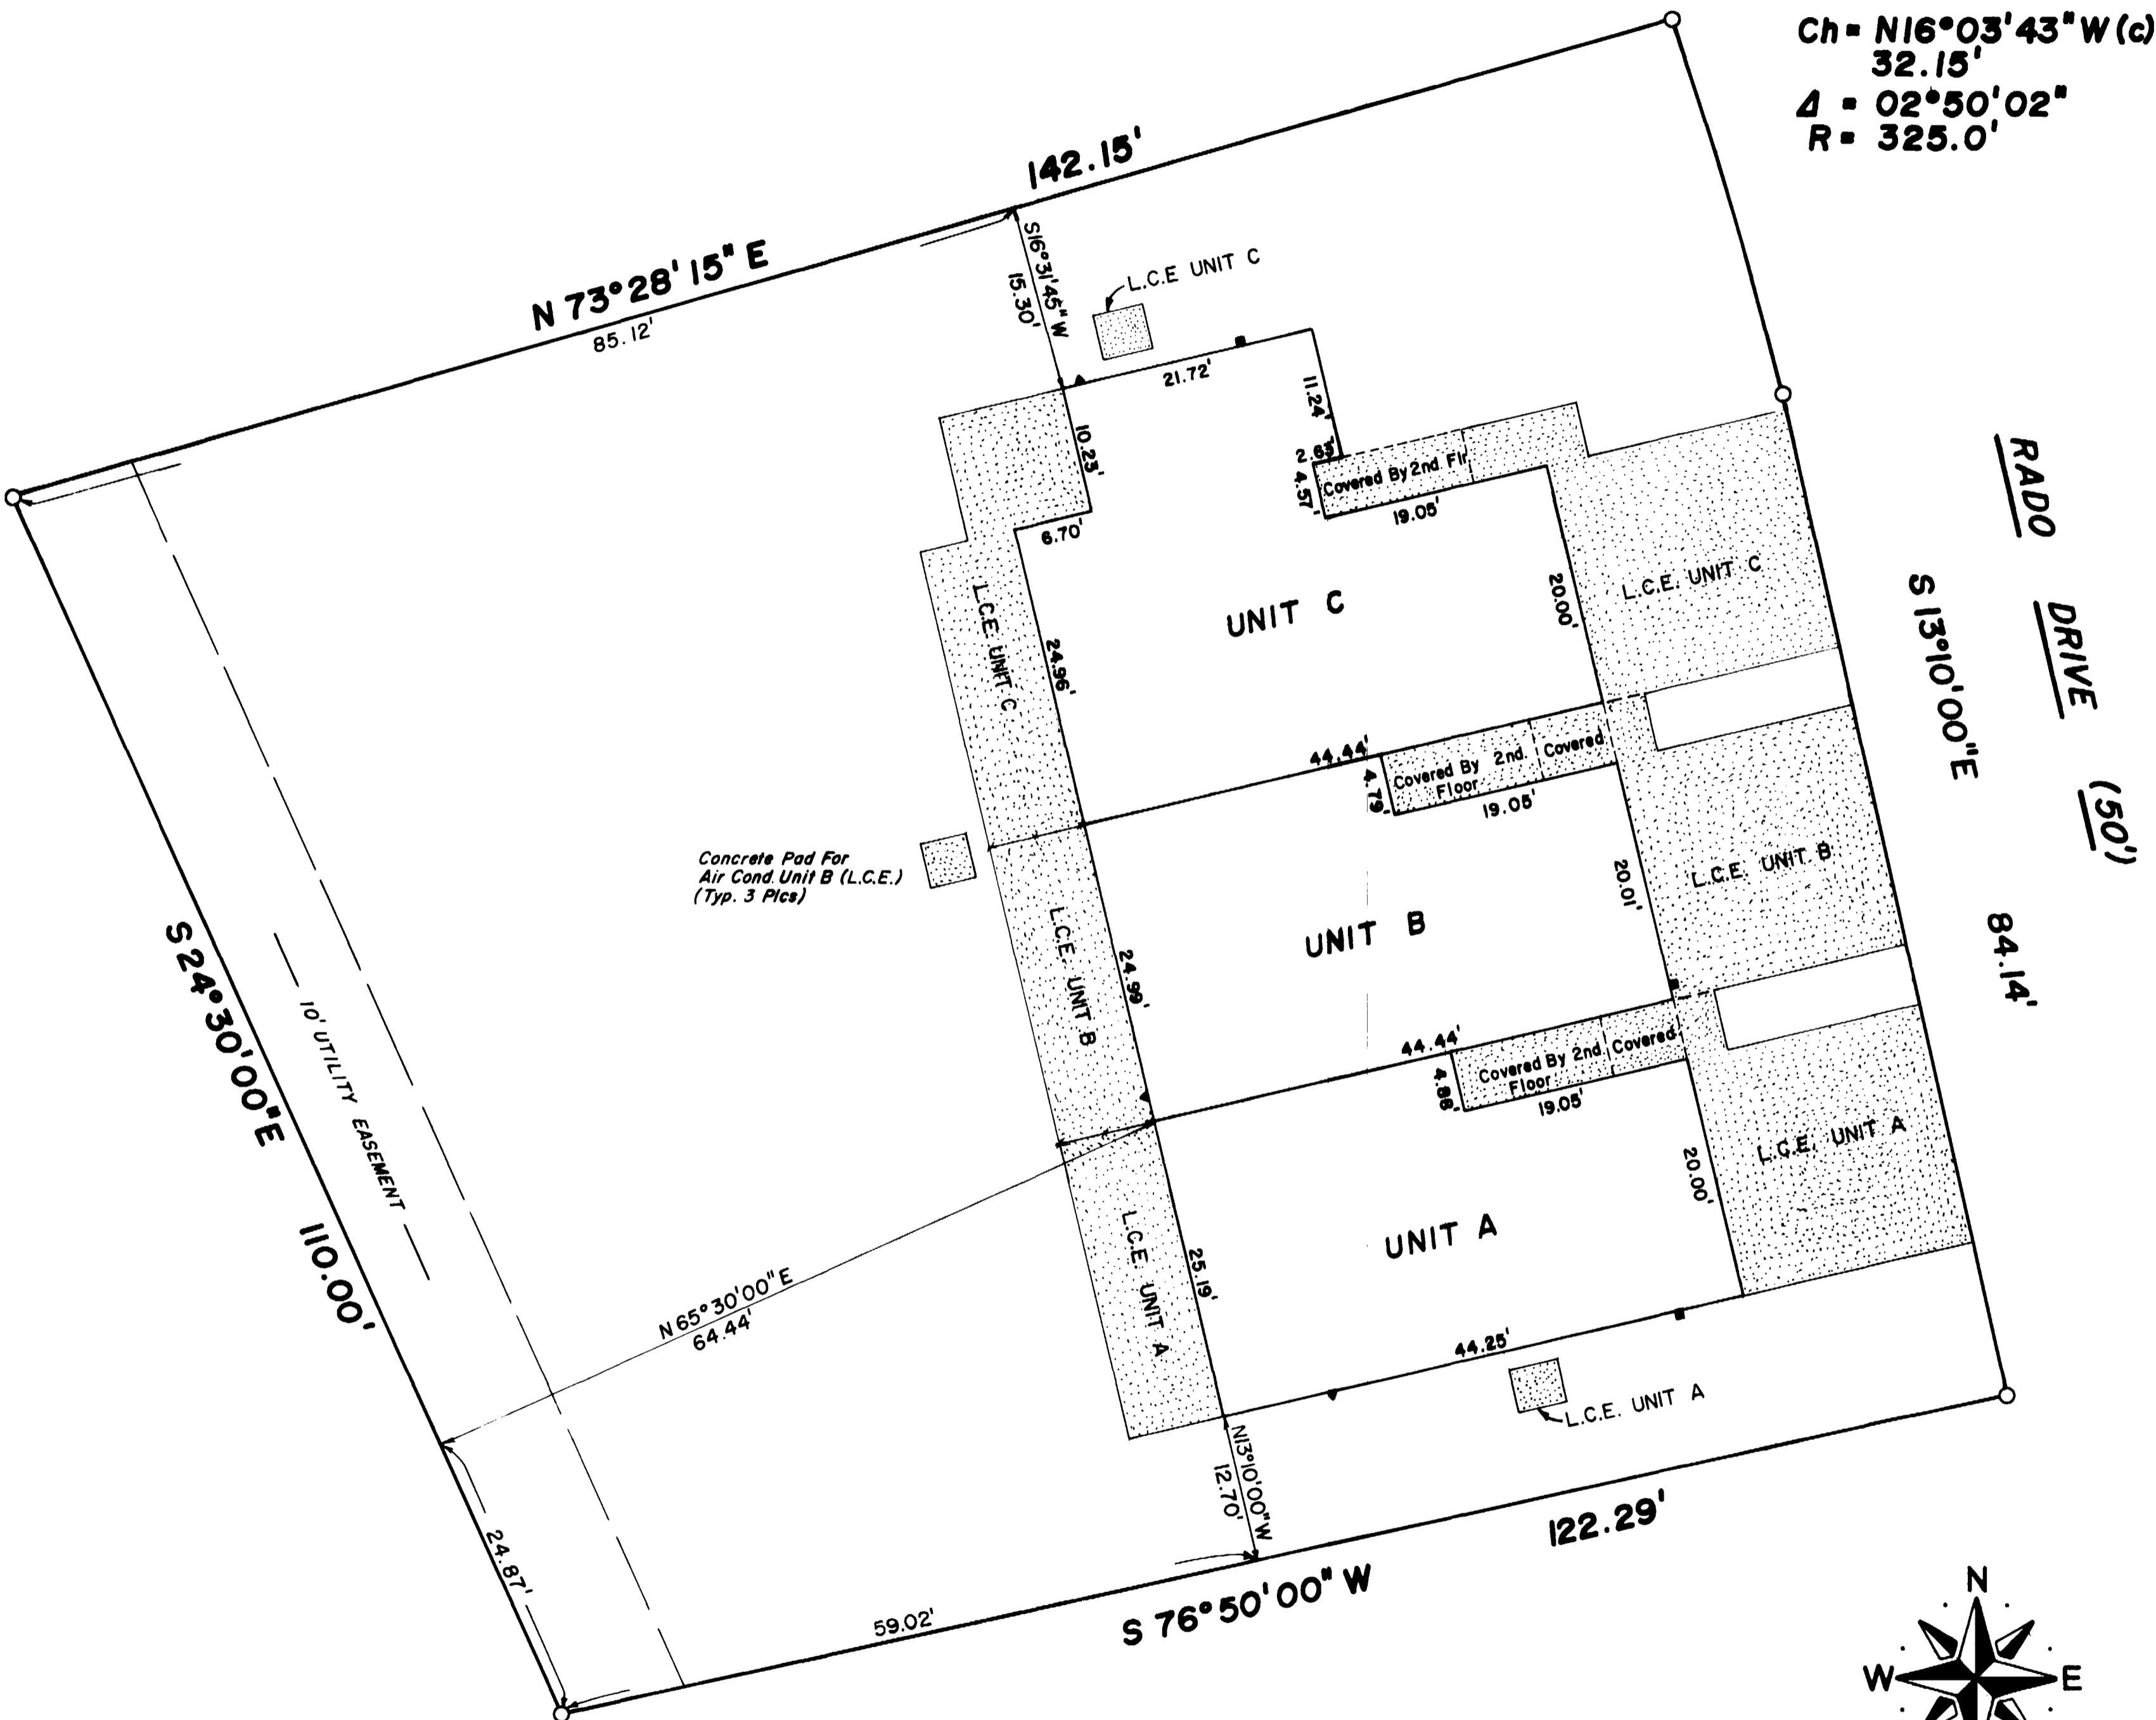 Ch = N16°03'43"W (c)
32.15'
Δ = 02°50'02"
R = 325.0'
142.15'
N 73°28'15" E
85.12'
S16°31'45"W
15.30'
L.C.E UNIT C
21.72'
11.24'
2.63'
4.57'
Covered By 2nd Flr.
19.05'
10.23'
6.70'
L.C.E. UNIT C
24.96'
UNIT C
20.00'
L.C.E. UNIT C
RADO DRIVE (50')
S 13°10'00"E
84.14'
44.44'
4.79'
Covered By 2nd.
Floor
Covered
19.05'
Concrete Pad For
Air Cond. Unit B (L.C.E.)
(Typ. 3 Plcs)
L.C.E. UNIT B
24.99'
UNIT B
20.01'
L.C.E. UNIT B
44.44'
4.88'
Covered By 2nd
Floor
Covered
19.05'
S 24°30'00"E
110.00'
10' UTILITY EASEMENT
N 65°30'00" E
64.44'
L.C.E. UNIT A
25.19'
UNIT A
20.00'
L.C.E. UNIT A
44.25'
L.C.E. UNIT A
N13°10'00"W
12.70'
24.87'
59.02'
S 76°50'00" W
122.29'
N
W
E